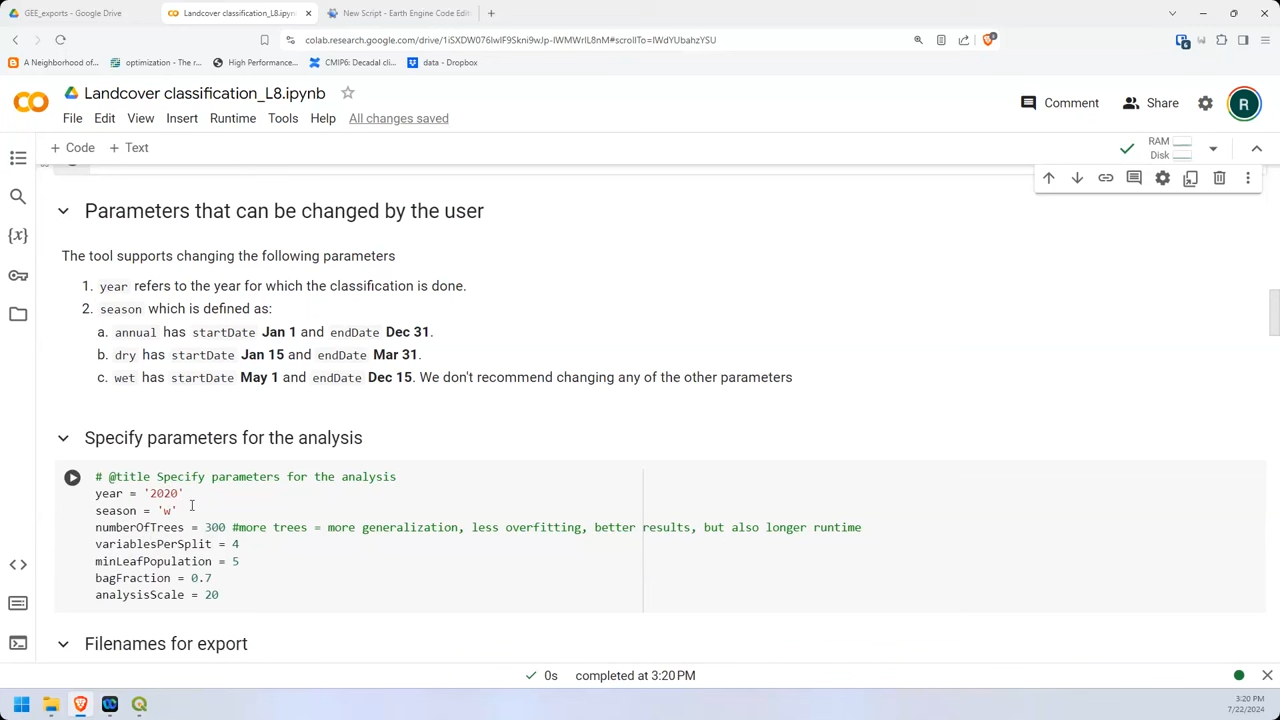 GEE_exports - Google Drive
Landcover classification_L8.ipynb
New Script - Earth Engine Code Edit
colab.research.google.com/drive/1iSXDW076IwIF9Skni9wJp-IWMWrlL8nM#scrollTo=IWdYUbahzYSU
A Neighborhood of...
optimization - The r...
High Performance...
CMIP6: Decadal cli...
data - Dropbox
Landcover classification_L8.ipynb
Comment
Share
R
File Edit View Insert Runtime Tools Help All changes saved
+ Code + Text
RAM
Disk
Parameters that can be changed by the user
The tool supports changing the following parameters
1. year refers to the year for which the classification is done.
2. season which is defined as:
a. annual has startDate Jan 1 and endDate Dec 31.
b. dry has startDate Jan 15 and endDate Mar 31.
c. wet has startDate May 1 and endDate Dec 15. We don't recommend changing any of the other parameters
Specify parameters for the analysis
# @title Specify parameters for the analysis
year = '2020'
season = 'w'
numberOfTrees = 300 #more trees = more generalization, less overfitting, better results, but also longer runtime
variablesPerSplit = 4
minLeafPopulation = 5
bagFraction = 0.7
analysisScale = 20
Filenames for export
0s completed at 3:20 PM
3:20 PM
7/22/2024